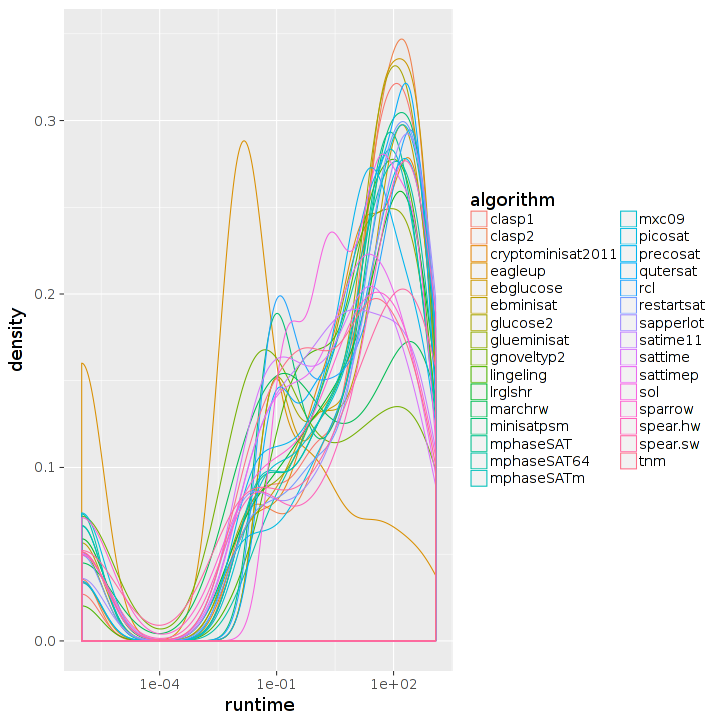 0.3
0.2
0.1
0.0
density
1e-04 1e-01 1e+02
runtime
algorithm
clasp1
clasp2
cryptominisat2011
eagleup
ebglucose
ebminisat
glucose2
glueminisat
gnoveltyp2
lingeling
lrglshr
marchrw
minisatpsm
mphaseSAT
mphaseSAT64
mphaseSATm
mxc09
picosat
precosat
qutersat
rcl
restartsat
sapperlot
satime11
sattime
sattimep
sol
sparrow
spear.hw
spear.sw
tnm